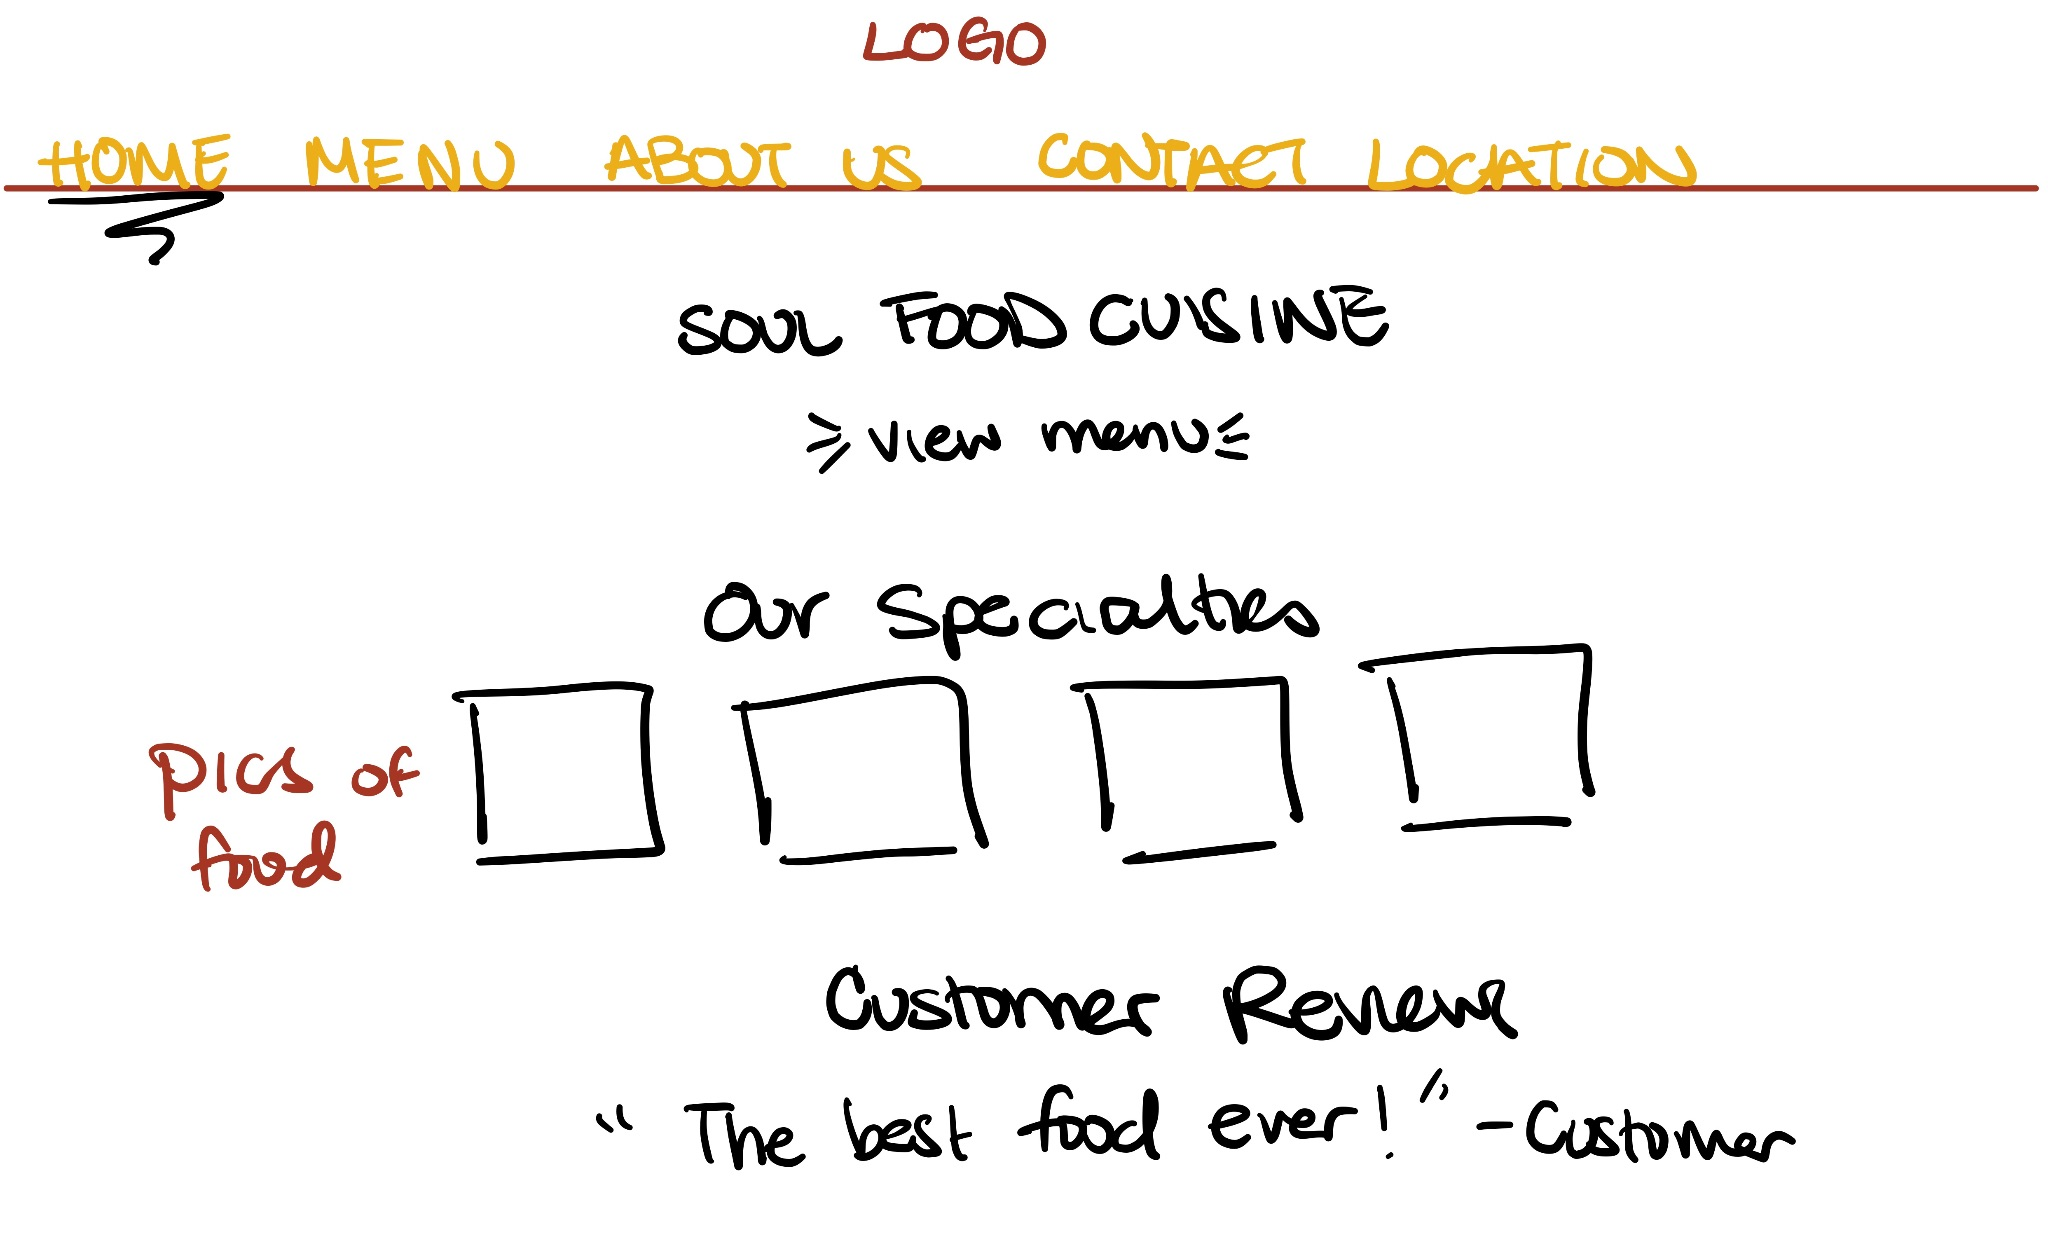 LOGO
HOME MENU ABOUT US CONTACT LOCATION
SOUL FOOD CUISINE
view menu
Our Specialties
pics of
food
Customer Review
" The best food ever! " - Customer